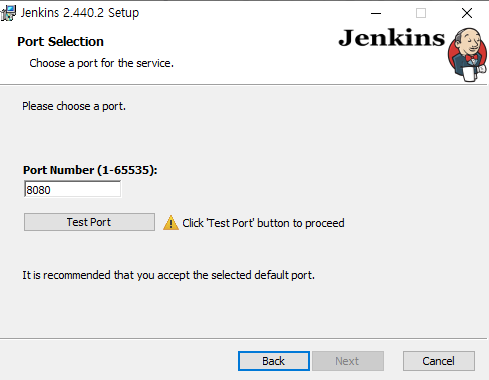 Jenkins 2.440.2 Setup
Port Selection
Choose a port for the service.
Jenkins
Please choose a port.
Port Number (1-65535):
8080
Test Port
Click 'Test Port' button to proceed
It is recommended that you accept the selected default port.
Back
Next
Cancel